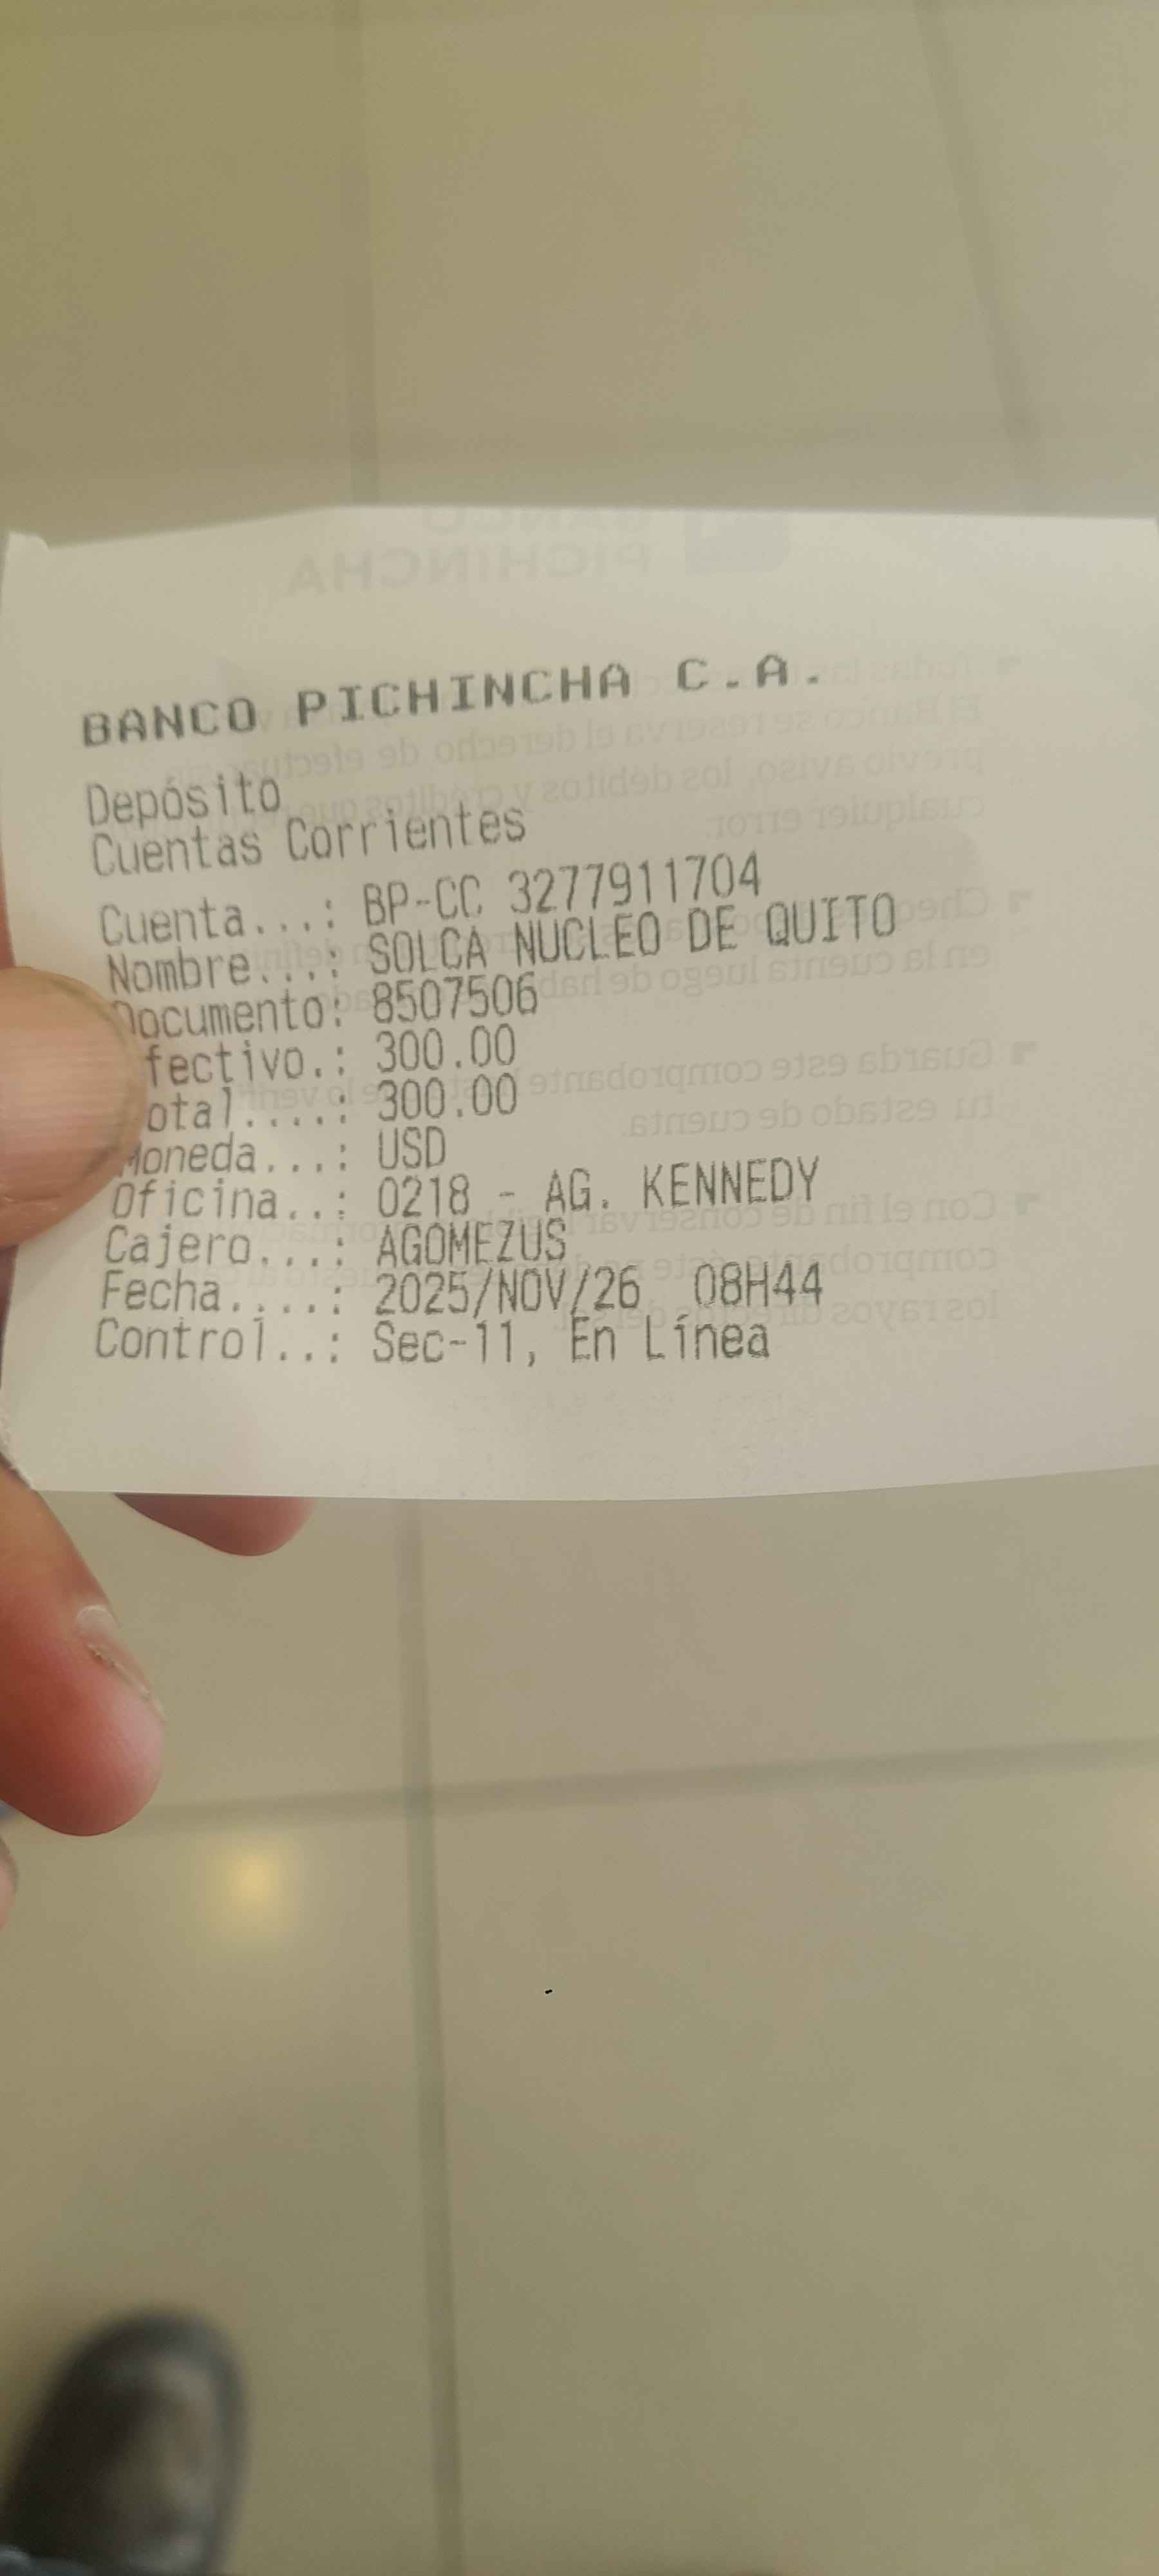 BANCO PICHINCHA C.A.
Depósito
Cuentas Corrientes
Cuenta...: BP-CC 3277911704
Nombre...: SOLCA NUCLEO DE QUITO
Documento: 8507506
fectivo.: 300.00
otal....: 300.00
Moneda...: USD
Oficina..: 0218 - AG. KENNEDY
Cajero...: AGOMEZUS
Fecha....: 2025/NOV/26 08H44
Control..: Sec-11, En Línea